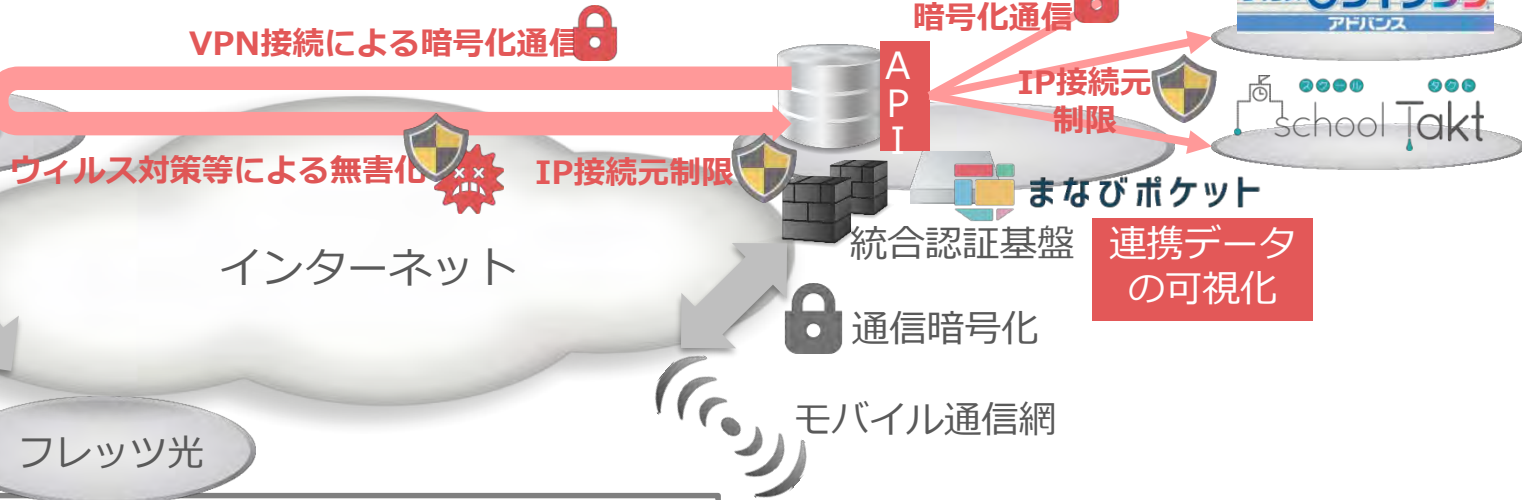 暗号化通信
VPN接続による暗号化通信
アドバンス
API
IP接続元
制限
スクール タクト
school Takt
ウィルス対策等による無害化
IP接続元制限
まなびポケット
統合認証基盤
連携データ
の可視化
インターネット
通信暗号化
モバイル通信網
フレッツ光